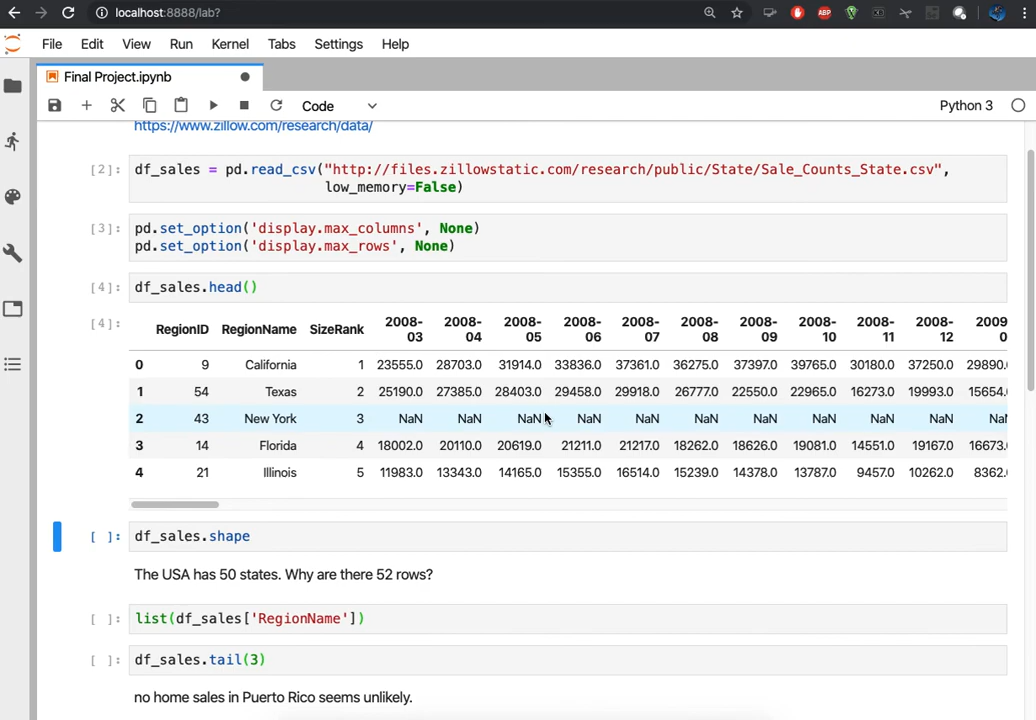 localhost:8888/lab?
File Edit View Run Kernel Tabs Settings Help
Final Project.ipynb
Code Python 3
https://www.zillow.com/research/data/
[2]: df_sales = pd.read_csv("http://files.zillowstatic.com/research/public/State/Sale_Counts_State.csv",
low_memory=False)
[3]: pd.set_option('display.max_columns', None)
pd.set_option('display.max_rows', None)
[4]: df_sales.head()
[4]:
RegionID RegionName SizeRank 2008-03 2008-04 2008-05 2008-06 2008-07 2008-08 2008-09 2008-10 2008-11 2008-12 2009
0 9 California 1 23555.0 28703.0 31914.0 33836.0 37361.0 36275.0 37397.0 39765.0 30180.0 37250.0 29890.
1 54 Texas 2 25190.0 27385.0 28403.0 29458.0 29918.0 26777.0 22550.0 22965.0 16273.0 19993.0 15654.
2 43 New York 3 NaN NaN NaN NaN NaN NaN NaN NaN NaN NaN Na
3 14 Florida 4 18002.0 20110.0 20619.0 21211.0 21217.0 18262.0 18626.0 19081.0 14551.0 19167.0 16673.
4 21 Illinois 5 11983.0 13343.0 14165.0 15355.0 16514.0 15239.0 14378.0 13787.0 9457.0 10262.0 8362.
[ ]: df_sales.shape
The USA has 50 states. Why are there 52 rows?
[ ]: list(df_sales['RegionName'])
[ ]: df_sales.tail(3)
no home sales in Puerto Rico seems unlikely.